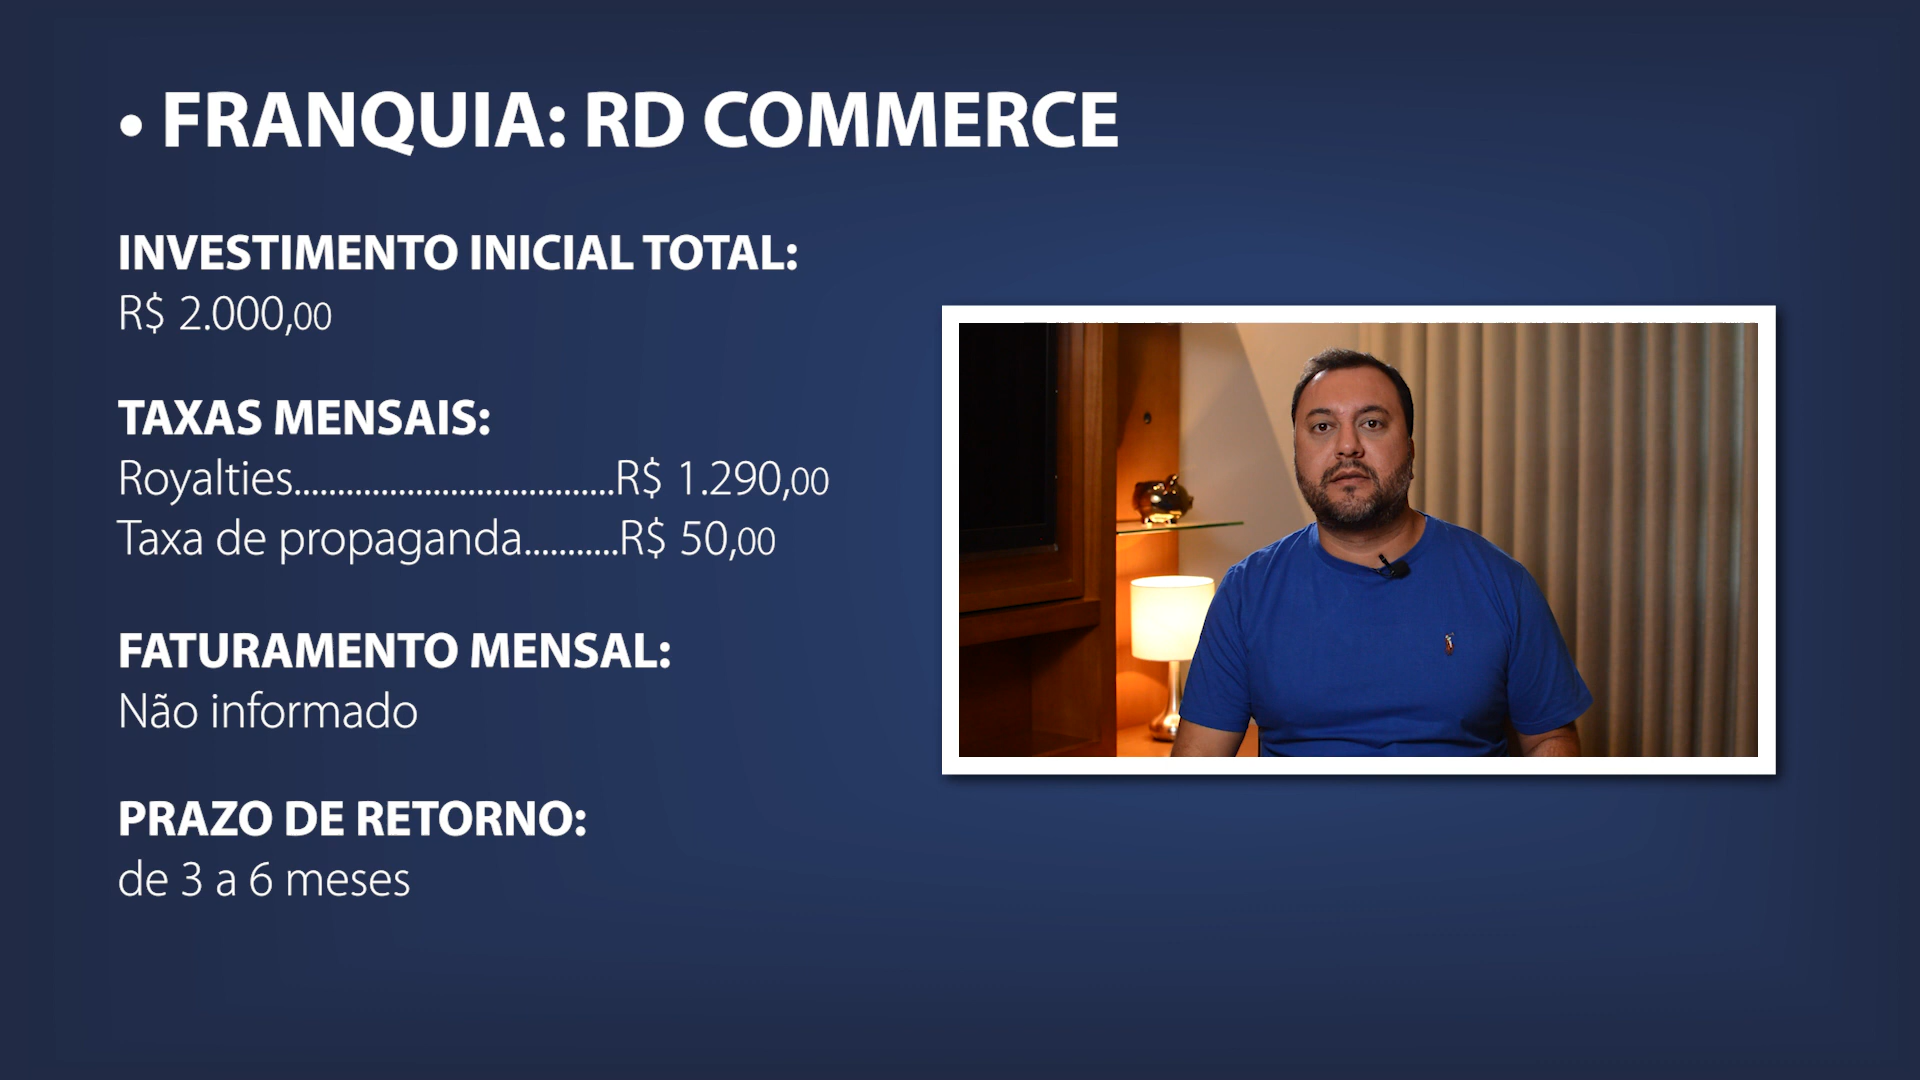 • FRANQUIA: RD COMMERCE
INVESTIMENTO INICIAL TOTAL:
R$ 2.000,00
TAXAS MENSAIS:
Royalties.....................................R$ 1.290,00
Taxa de propaganda...........R$ 50,00
FATURAMENTO MENSAL:
Não informado
PRAZO DE RETORNO:
de 3 a 6 meses